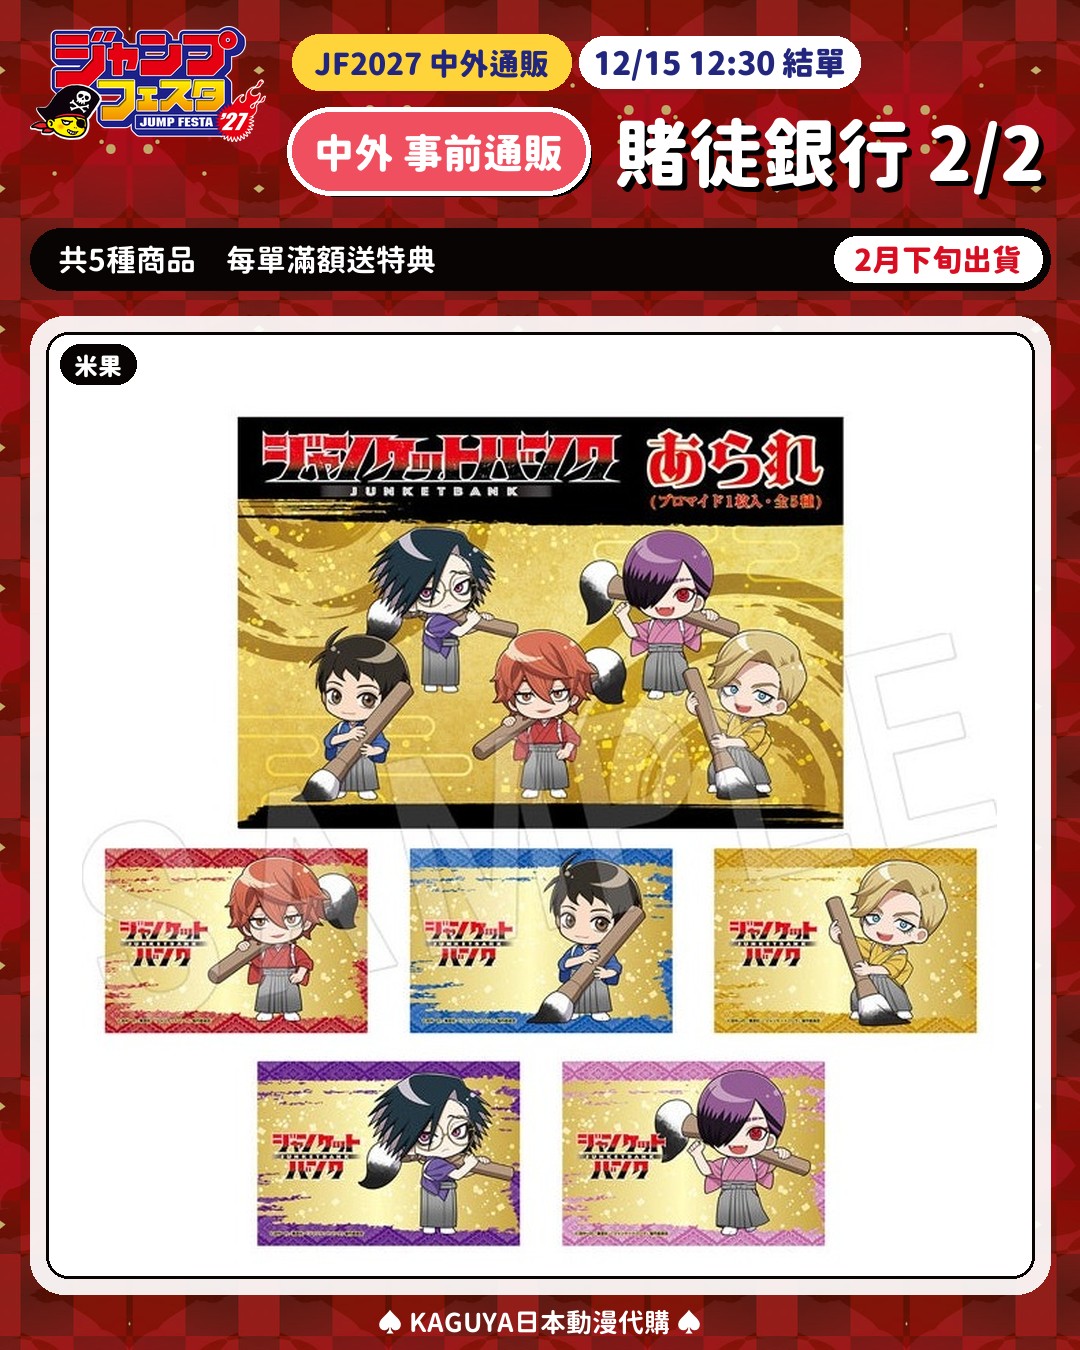 ジャンプ
フェスタ
JUMP FESTA '27
JF2027 中外通販
12/15 12:30 結單
中外 事前通販
賭徒銀行 2/2
共5種商品 每單滿額送特典
2月下旬出貨
米果
ジャンケットバンク
JUNKETBANK
あられ
(ブロマイド1枚入・全5種)
SAMPLE
ジャンケット
JUNKETBANK
バンク
ジャンケット
JUNKETBANK
バンク
ジャンケット
JUNKETBANK
バンク
ジャンケット
JUNKETBANK
バンク
ジャンケット
JUNKETBANK
バンク
♠ KAGUYA日本動漫代購 ♠